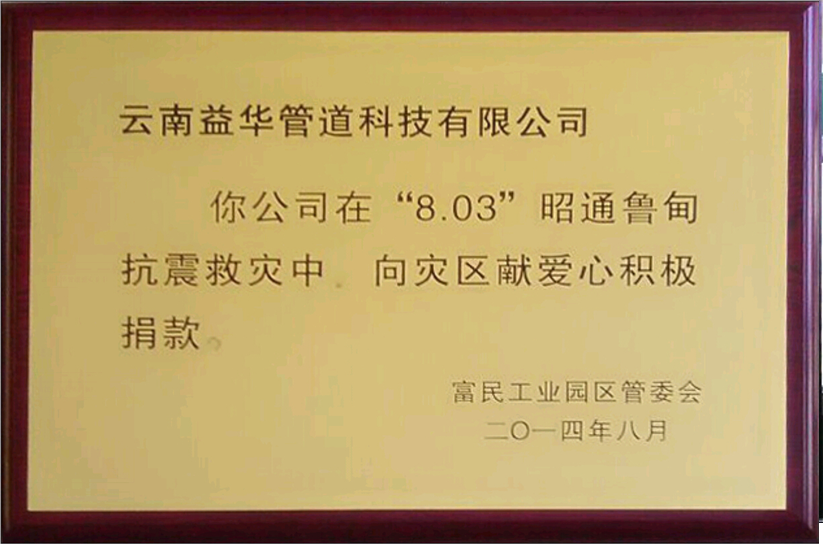 云南益华管道科技有限公司
你公司在“8.03”昭通鲁甸
抗震救灾中．向灾区献爱心积极
捐款。
富民工业园区管委会
二〇一四年八月